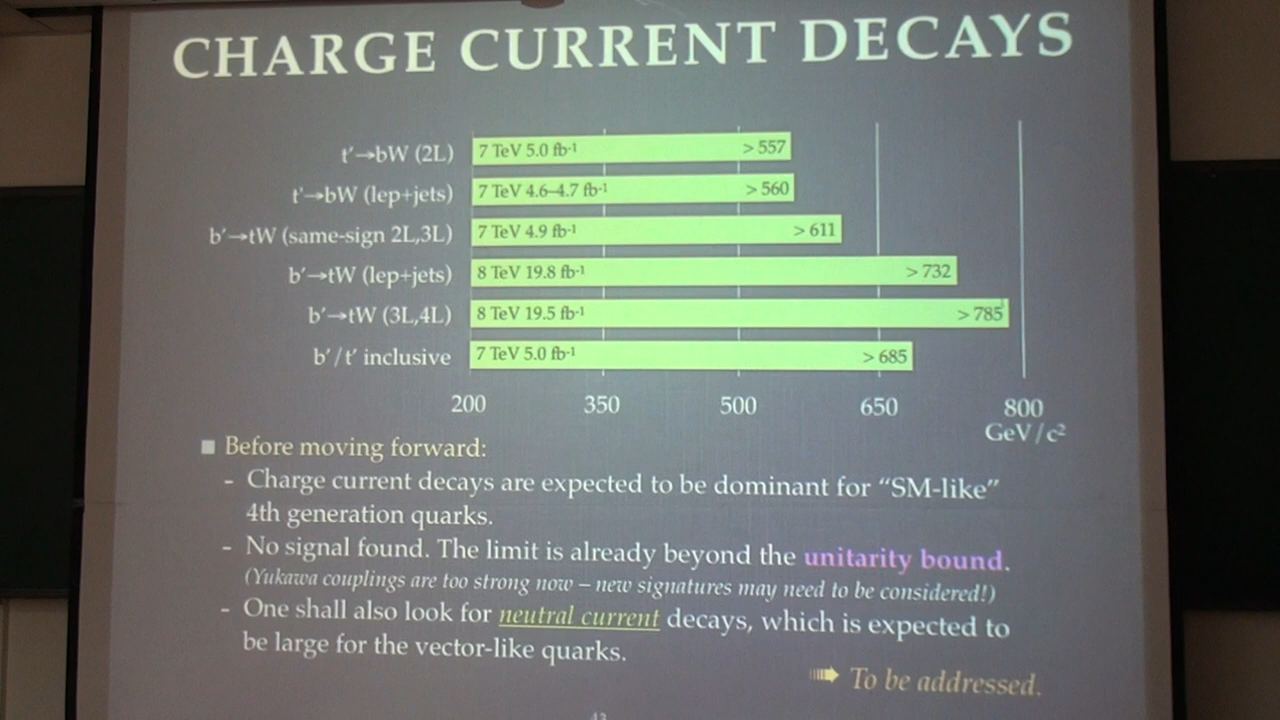 CHARGE CURRENT DECAYS
t′→bW (2L) 7 TeV 5.0 fb-1 > 557
t′→bW (lep+jets) 7 TeV 4.6–4.7 fb-1 > 560
b′→tW (same-sign 2L,3L) 7 TeV 4.9 fb-1 > 611
b′→tW (lep+jets) 8 TeV 19.8 fb-1 > 732
b′→tW (3L,4L) 8 TeV 19.5 fb-1 > 785
b′/t′ inclusive 7 TeV 5.0 fb-1 > 685
200 350 500 650 800
GeV/c²
■ Before moving forward:
- Charge current decays are expected to be dominant for “SM-like”
4th generation quarks.
- No signal found. The limit is already beyond the unitarity bound.
(Yukawa couplings are too strong now – new signatures may need to be considered!)
- One shall also look for neutral current decays, which is expected to
be large for the vector-like quarks.
To be addressed.